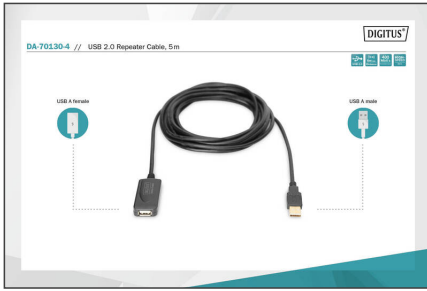 DIGITUS®
DA-70130-4 // USB 2.0 Repeater Cable, 5 m
USB A female
USB A male